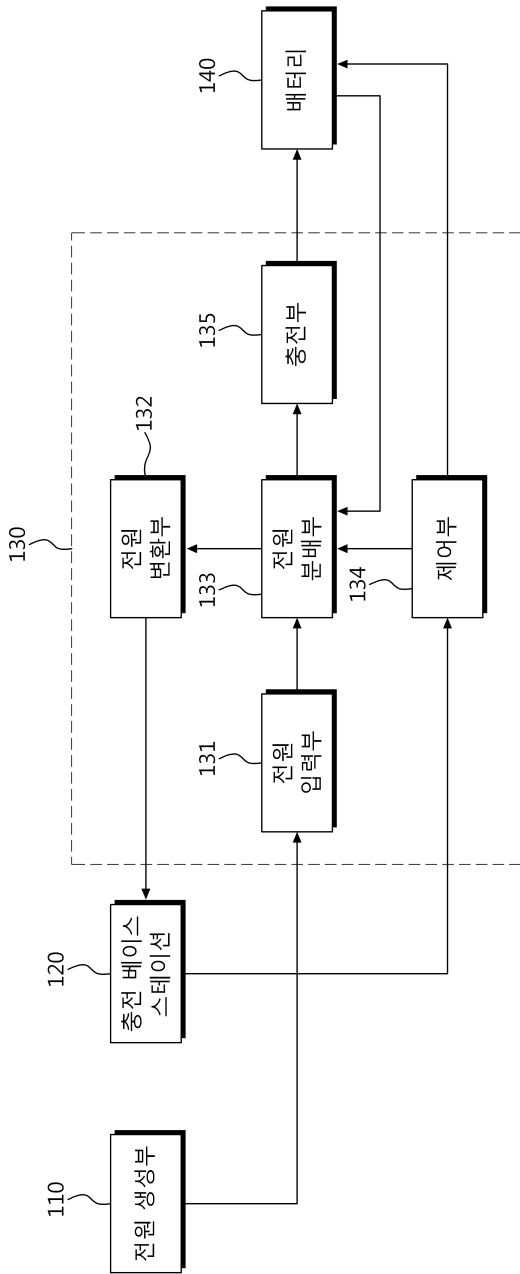 110
전원 생성부
120
충전 베이스
스테이션
130
131
전원
입력부
132
전원
변환부
133
전원
분배부
134
제어부
135
충전부
140
배터리